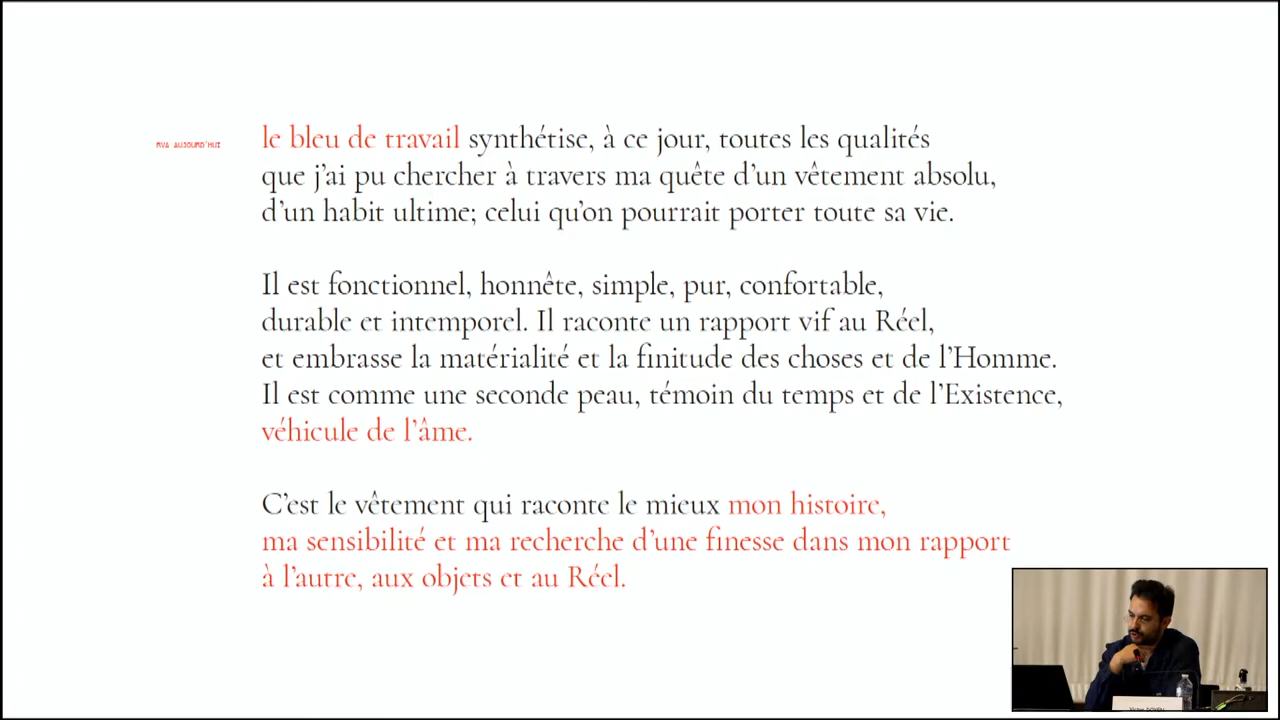 RVA AUJOURD'HUI
le bleu de travail synthétise, à ce jour, toutes les qualités
que j'ai pu chercher à travers ma quête d'un vêtement absolu,
d'un habit ultime; celui qu'on pourrait porter toute sa vie.
Il est fonctionnel, honnête, simple, pur, confortable,
durable et intemporel. Il raconte un rapport vif au Réel,
et embrasse la matérialité et la finitude des choses et de l'Homme.
Il est comme une seconde peau, témoin du temps et de l'Existence,
véhicule de l'âme.
C'est le vêtement qui raconte le mieux mon histoire,
ma sensibilité et ma recherche d'une finesse dans mon rapport
à l'autre, aux objets et au Réel.